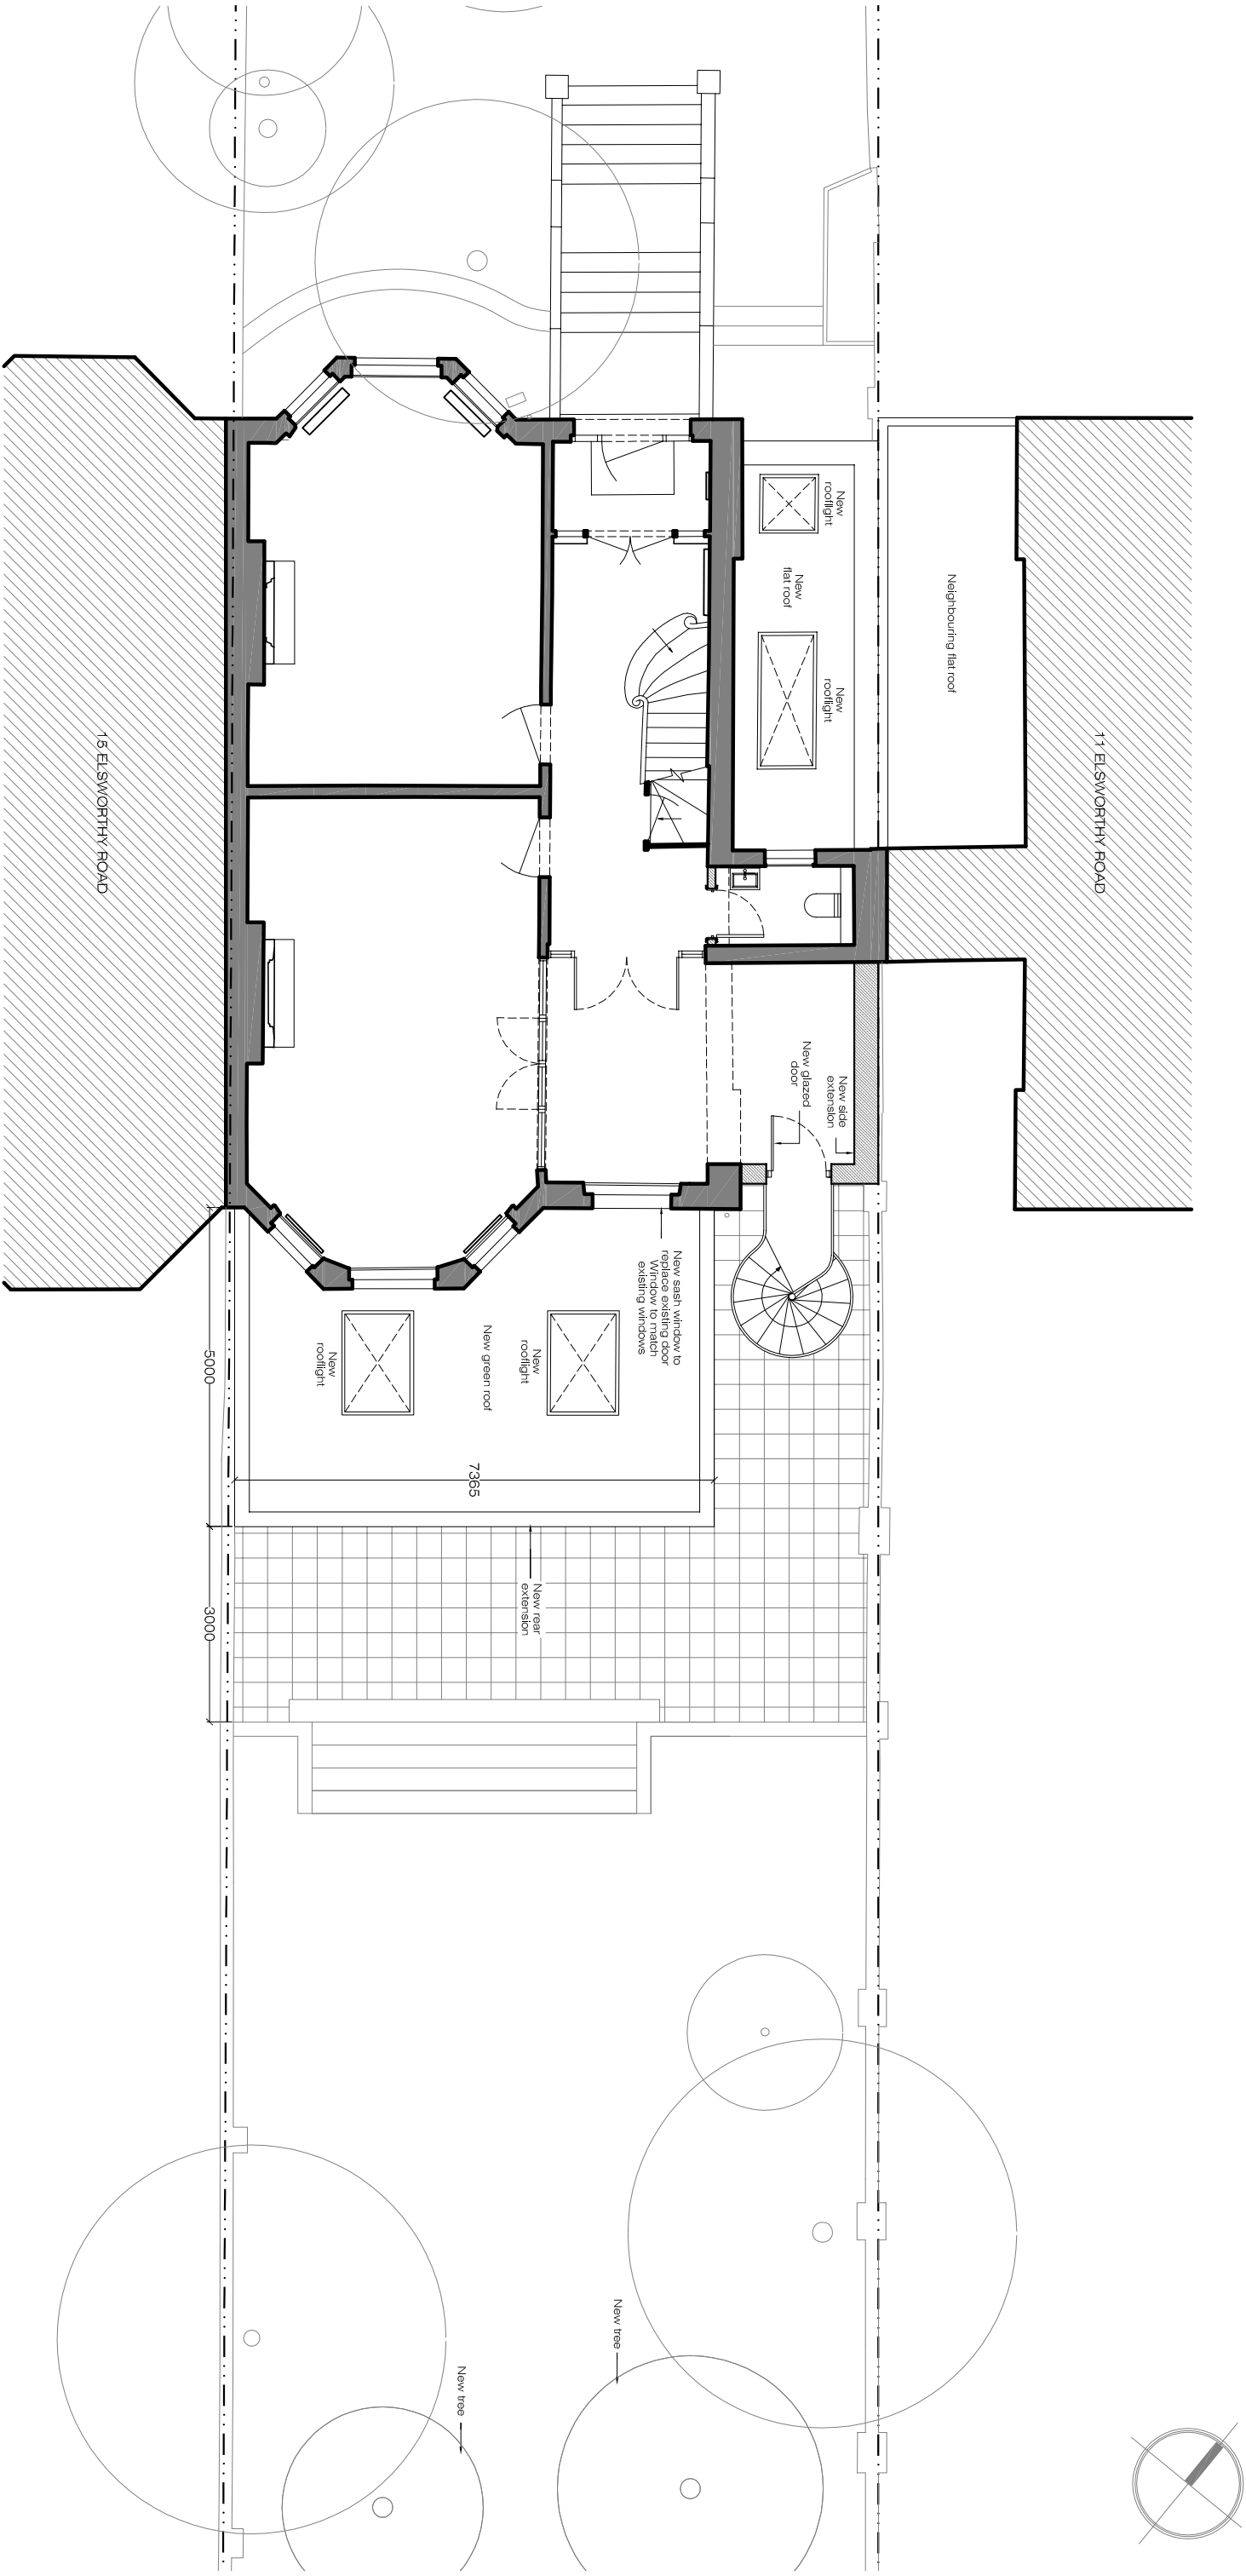 New
rooflight
New
flat roof
Neighbouring flat roof
New
rooflight
15 ELSWORTHY ROAD
11 ELSWORTHY ROAD
New glazed
door
New side
extension
New sash window to
replace existing door
Window to match
existing windows
New
rooflight
New green roof
New
rooflight
5000
7365
New rear
extension
3000
New tree
New tree